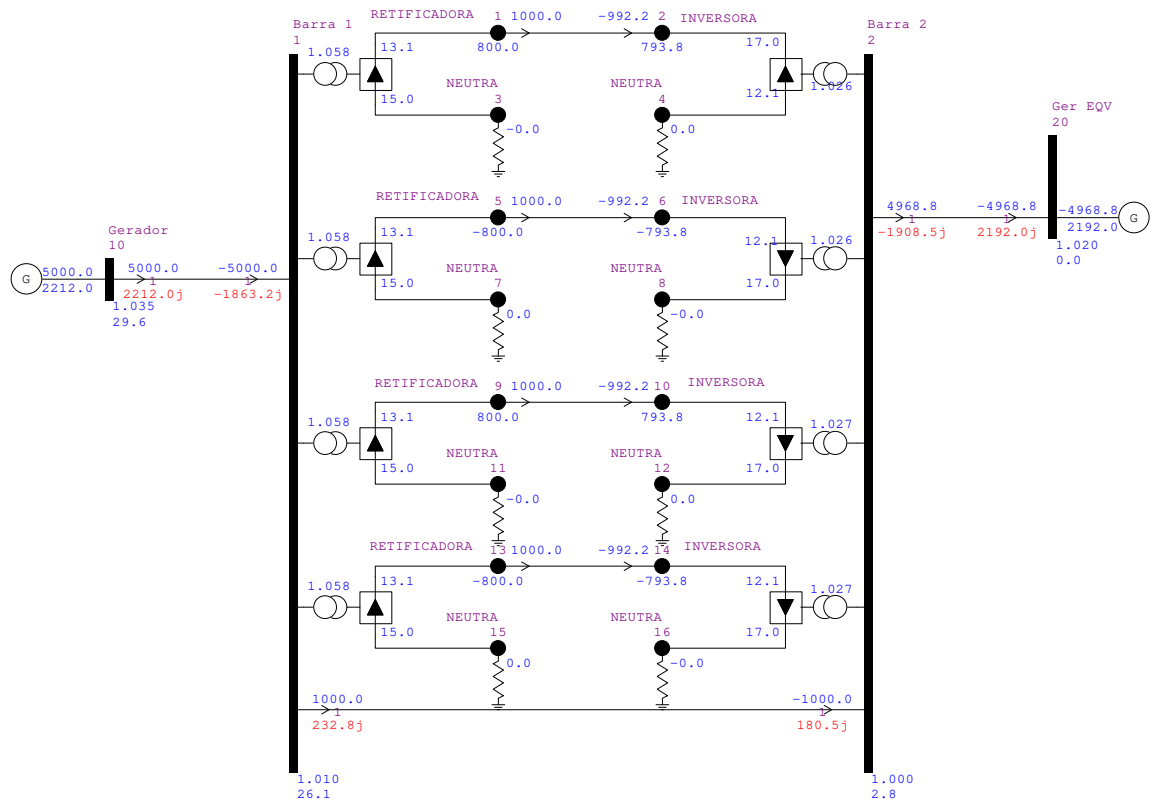 RETIFICADORA 1 1000.0 -992.2 2 INVERSORA
Barra 1
1
Barra 2
2
13.1 800.0 793.8 17.0
1.058
1.026
NEUTRA NEUTRA
15.0 3 4 12.1
-0.0 0.0
Ger EQV
20
RETIFICADORA 5 1000.0 -992.2 6 INVERSORA
13.1 -800.0 -793.8 12.1
1.058
1.026
4968.8 -4968.8 -4968.8 G
1 1
-1908.5j 2192.0j 2192.0
1.020
0.0
Gerador
10
NEUTRA NEUTRA
15.0 7 8 17.0
0.0 -0.0
G 5000.0 5000.0 -5000.0
1 1
2212.0 2212.0j -1863.2j
1.035
29.6
RETIFICADORA 9 1000.0 -992.2 10 INVERSORA
13.1 800.0 793.8 12.1
1.058
1.027
NEUTRA NEUTRA
15.0 11 12 17.0
-0.0 0.0
RETIFICADORA 13 1000.0 -992.2 14 INVERSORA
13.1 -800.0 -793.8 12.1
1.058
1.027
NEUTRA NEUTRA
15.0 15 16 17.0
0.0 -0.0
1000.0 -1000.0
1 1
232.8j 180.5j
1.010 1.000
26.1 2.8